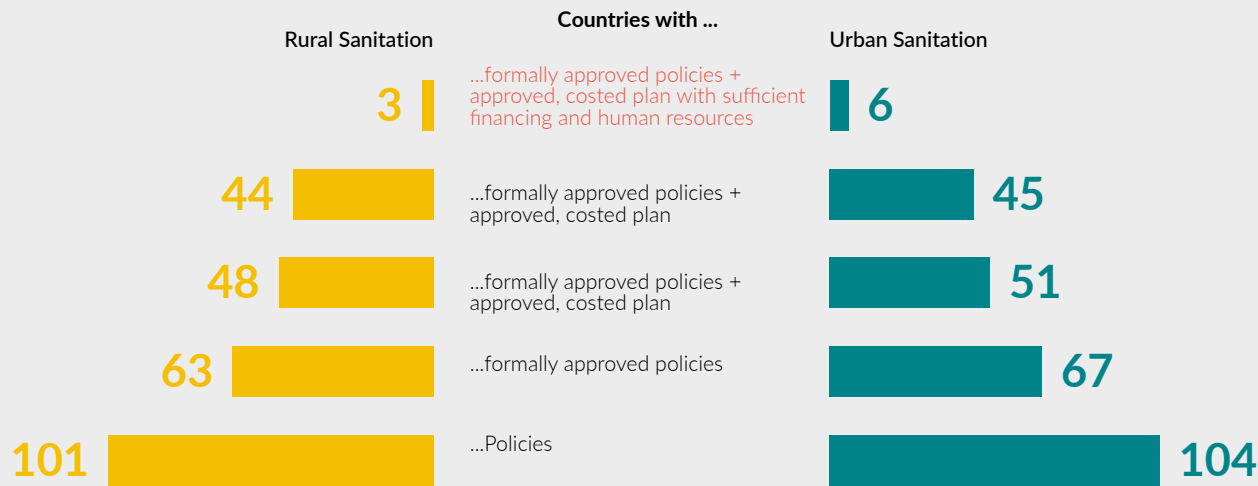 Countries with ...
Rural Sanitation
Urban Sanitation
3
...formally approved policies +
approved, costed plan with sufficient
financing and human resources
6
44
...formally approved policies +
approved, costed plan
45
48
...formally approved policies +
approved, costed plan
51
63
...formally approved policies
67
101
...Policies
104